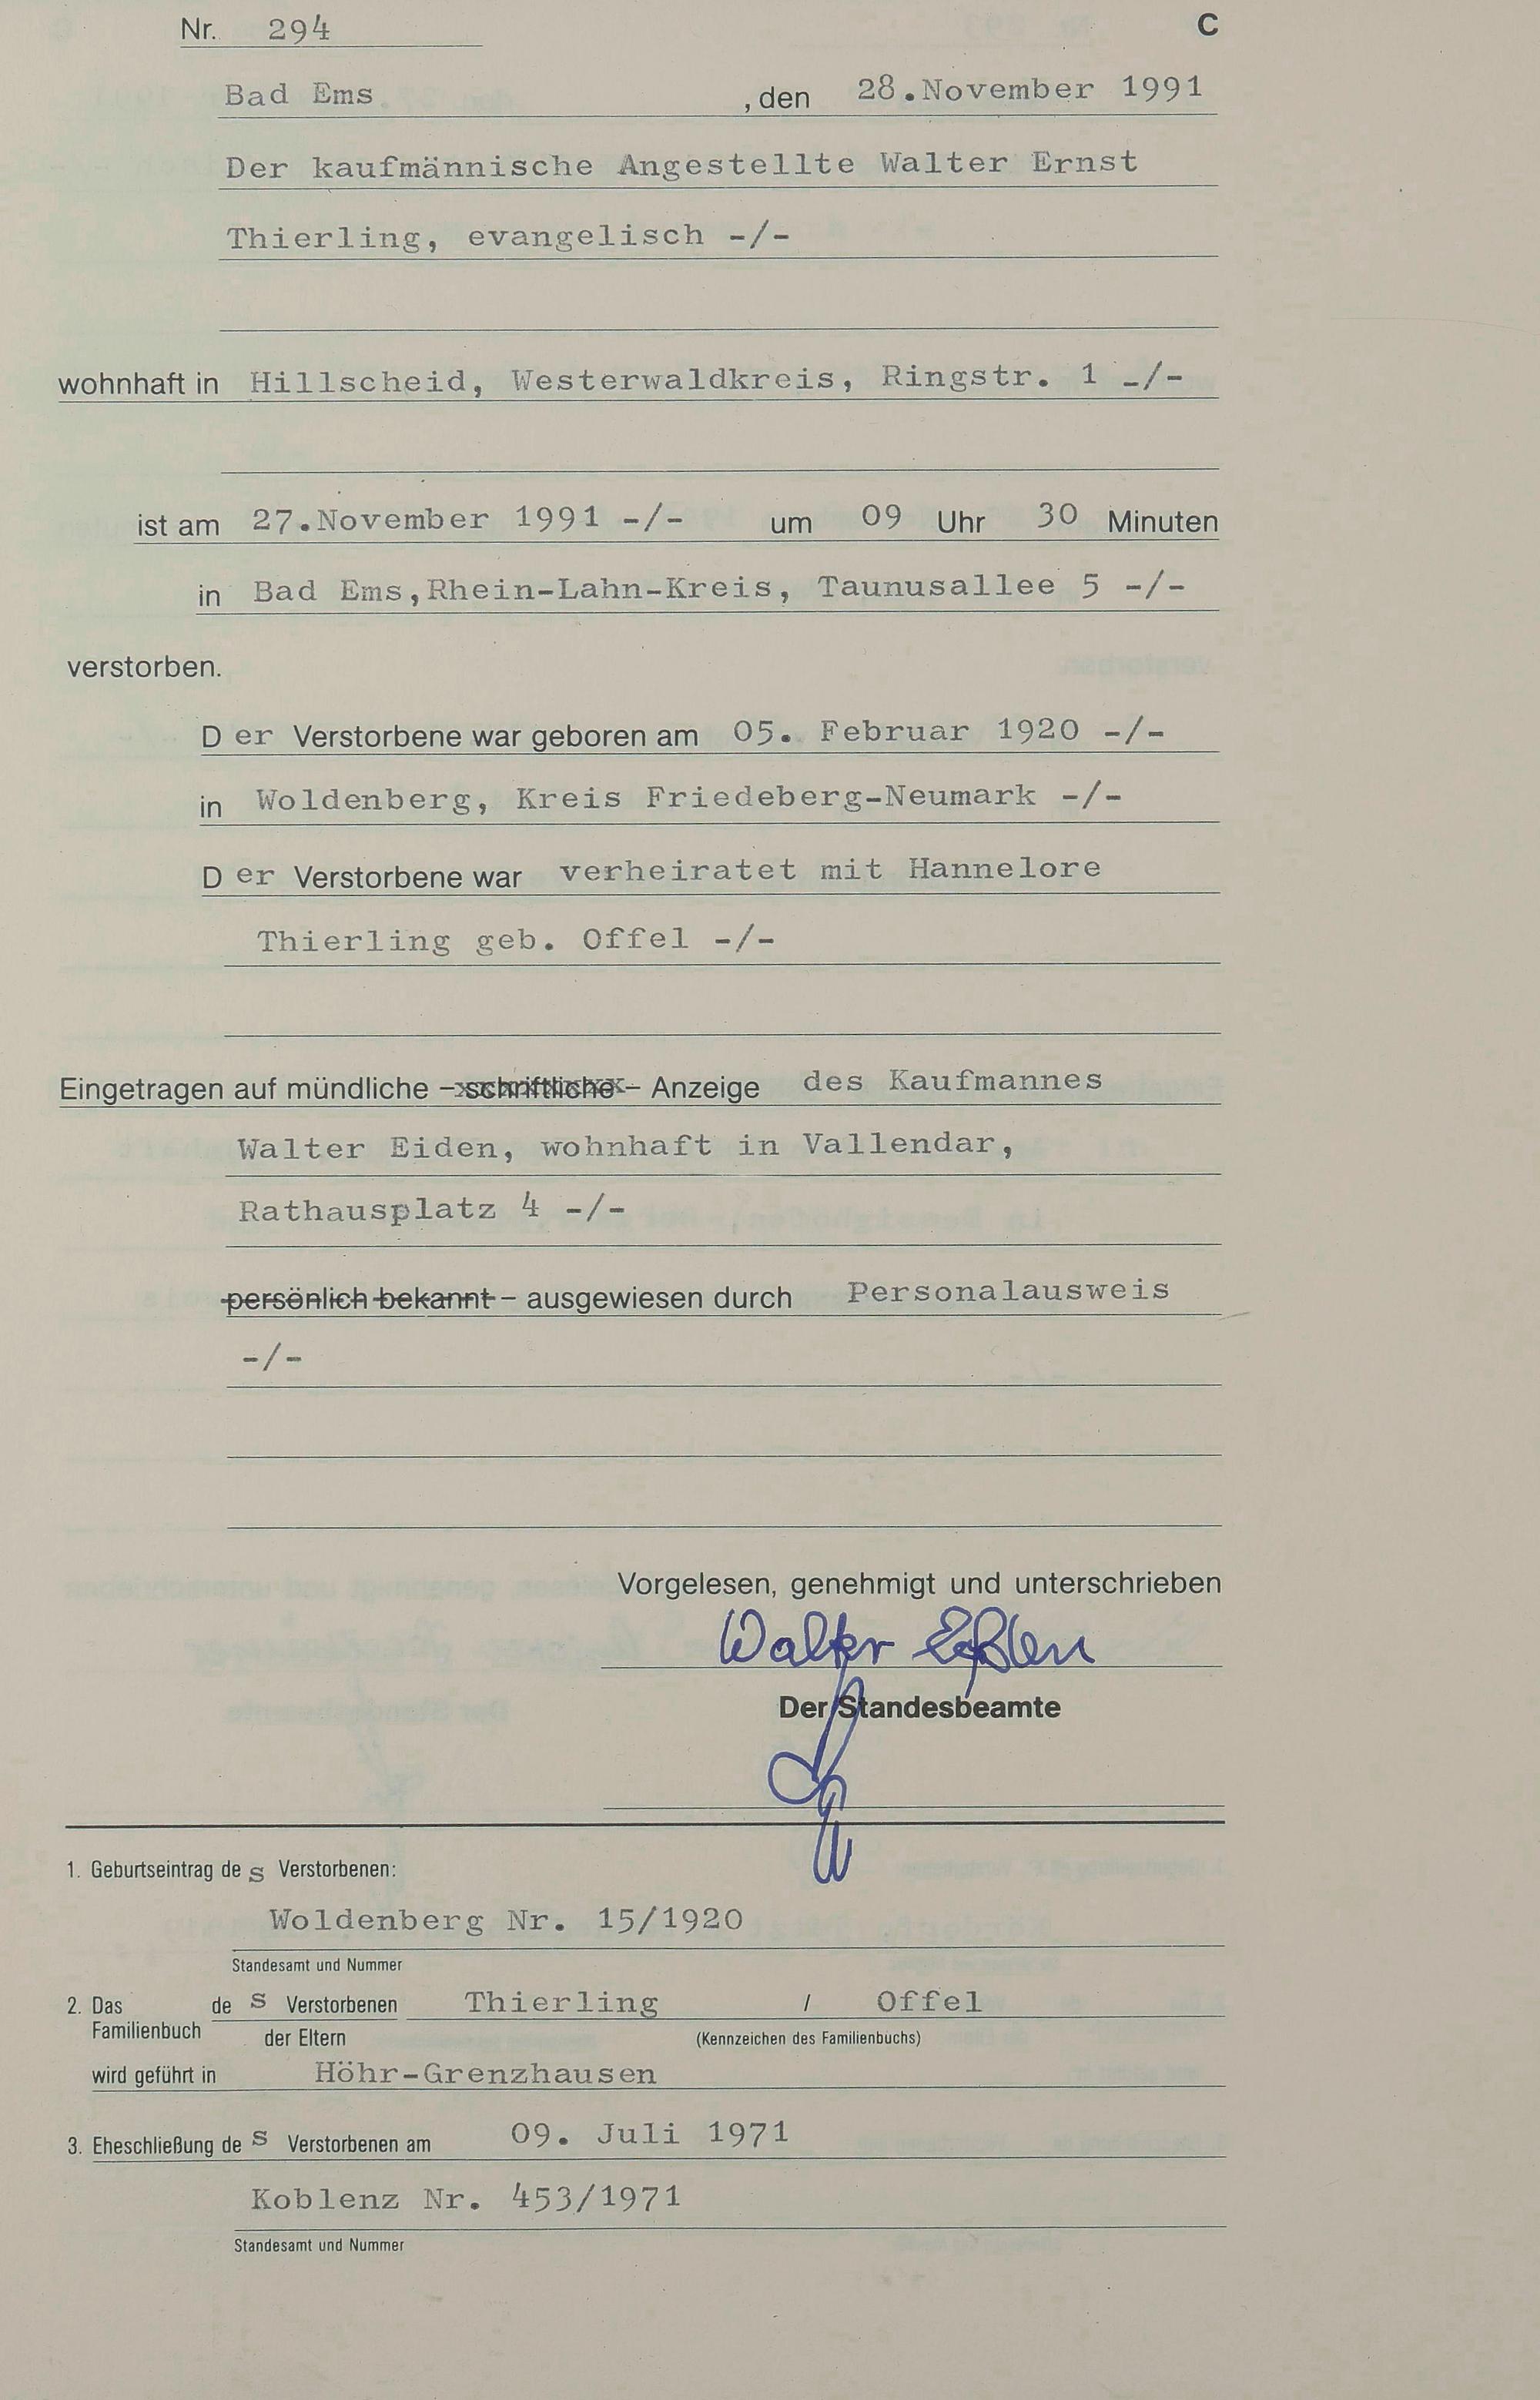 Nr. 294 C
Bad Ems , den 28.November 1991
Der kaufmännische Angestellte Walter Ernst
Thierling, evangelisch -/-
wohnhaft in Hillscheid, Westerwaldkreis, Ringstr. 1 -/-
ist am 27.November 1991 -/- um 09 Uhr 30 Minuten
in Bad Ems,Rhein-Lahn-Kreis, Taunusallee 5 -/-
verstorben.
Der Verstorbene war geboren am 05. Februar 1920 -/-
in Woldenberg, Kreis Friedeberg-Neumark -/-
Der Verstorbene war verheiratet mit Hannelore
Thierling geb. Offel -/-
Eingetragen auf mündliche – schriftliche – Anzeige des Kaufmannes
Walter Eiden, wohnhaft in Vallendar,
Rathausplatz 4 -/-
persönlich bekannt – ausgewiesen durch Personalausweis
-/-
Vorgelesen, genehmigt und unterschrieben
Walter
Der Standesbeamte
1. Geburtseintrag des Verstorbenen:
Woldenberg Nr. 15/1920
Standesamt und Nummer
2. Das des Verstorbenen Thierling / Offel
Familienbuch der Eltern (Kennzeichen des Familienbuchs)
wird geführt in Höhr-Grenzhausen
3. Eheschließung des Verstorbenen am 09. Juli 1971
Koblenz Nr. 453/1971
Standesamt und Nummer